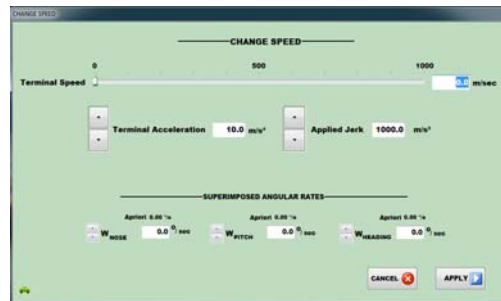 CHANGE SPEED
CHANGE SPEED
0 500 1000
Terminal Speed 0.0 m/sec
Terminal Acceleration 10.0 m/s² Applied Jerk 1000.0 m/s³
SUPERIMPOSED ANGULAR RATES
Apriori 0.00 °/s Apriori 0.00 °/s Apriori 0.00 °/s
W NOSE 0.0 °/sec W PITCH 0.0 °/sec W HEADING 0.0 °/sec
CANCEL APPLY